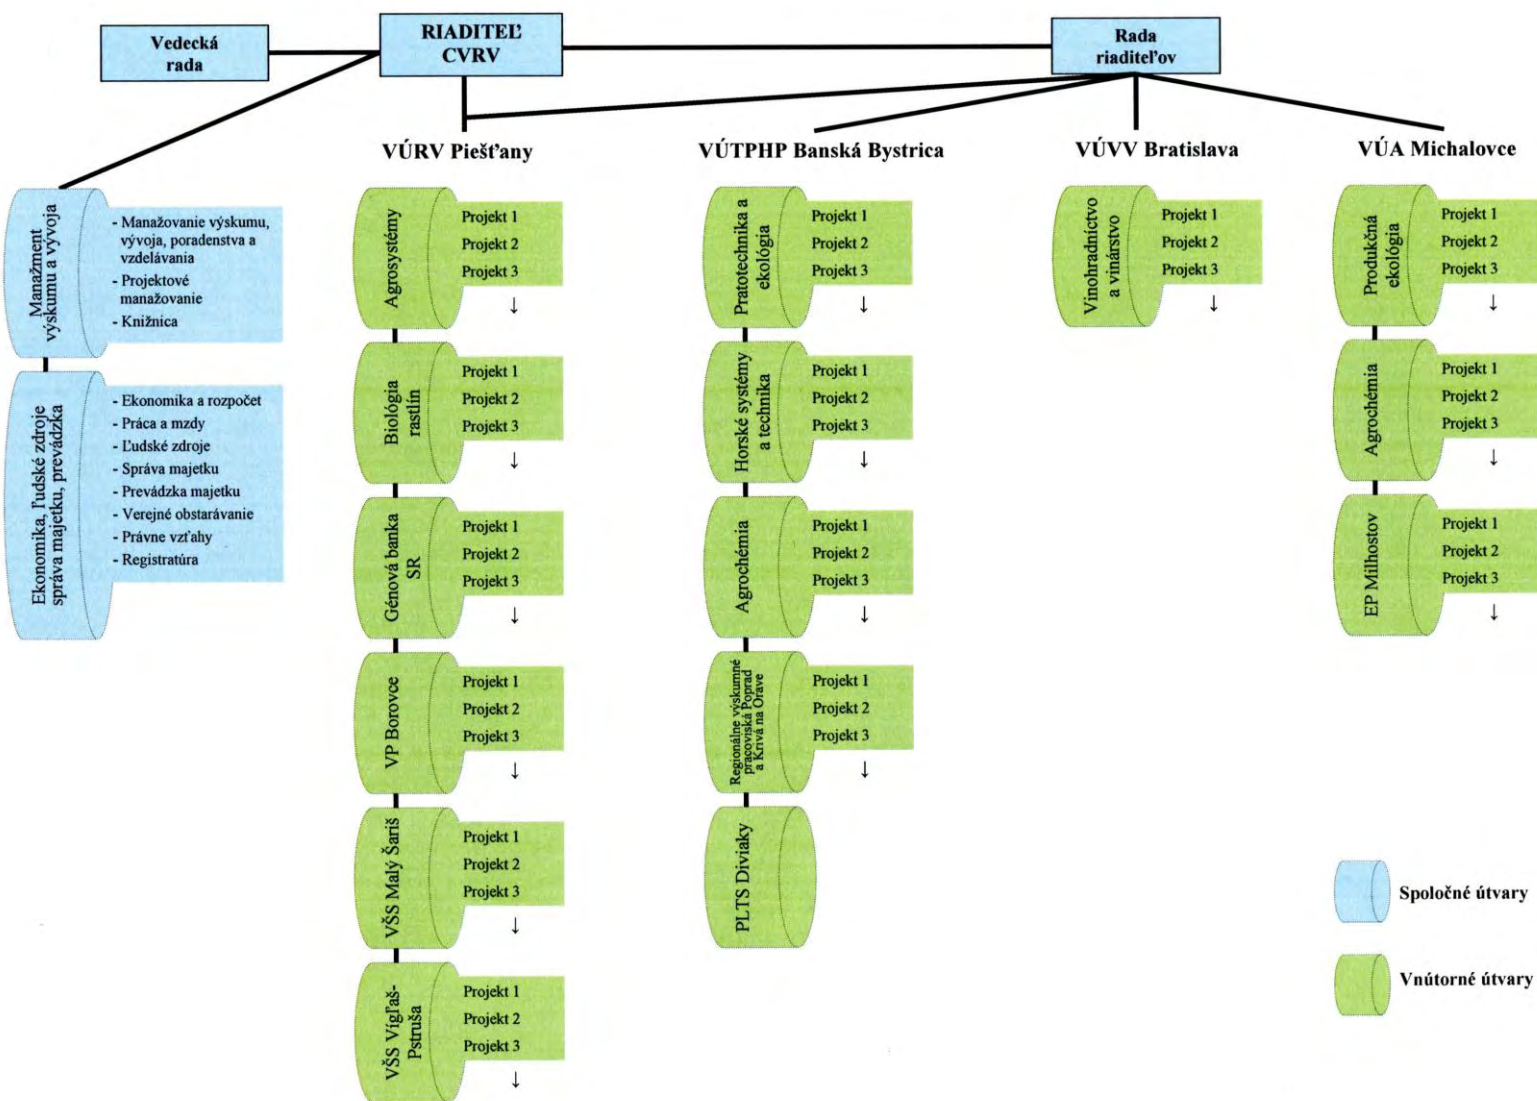 Vedecká
rada
RIADITEĽ
CVRV
Rada
riaditeľov
VÚRV Piešťany
VÚTPHP Banská Bystrica
VÚVV Bratislava
VÚA Michalovce
Manažment
výskumu a vývoja
- Manažovanie výskumu,
vývoja, poradenstva a
vzdelávania
- Projektové
manažovanie
- Knižnica
Ekonomika, ľudské zdroje
správa majetku, prevádzka
- Ekonomika a rozpočet
- Práca a mzdy
- Ľudské zdroje
- Správa majetku
- Prevádzka majetku
- Verejné obstarávanie
- Právne vzťahy
- Registratúra
Agrosystémy
Projekt 1
Projekt 2
Projekt 3
↓
Biológia
rastlín
Projekt 1
Projekt 2
Projekt 3
↓
Génová banka
SR
Projekt 1
Projekt 2
Projekt 3
↓
VP Borovce
Projekt 1
Projekt 2
Projekt 3
↓
VŠS Malý Šariš
Projekt 1
Projekt 2
Projekt 3
↓
VŠS Vígľaš-
Pstruša
Projekt 1
Projekt 2
Projekt 3
↓
Pratotechnika a
ekológia
Projekt 1
Projekt 2
Projekt 3
↓
Horské systémy
a technika
Projekt 1
Projekt 2
Projekt 3
↓
Agrochémia
Projekt 1
Projekt 2
Projekt 3
↓
Regionálne výskumné
pracoviská Poprad
a Krivá na Orave
Projekt 1
Projekt 2
Projekt 3
↓
PLTS Diviaky
Vinohradníctvo
a vinárstvo
Projekt 1
Projekt 2
Projekt 3
↓
Produkčná
ekológia
Projekt 1
Projekt 2
Projekt 3
↓
Agrochémia
Projekt 1
Projekt 2
Projekt 3
↓
EP Milhostov
Projekt 1
Projekt 2
Projekt 3
↓
Spoločné útvary
Vnútorné útvary